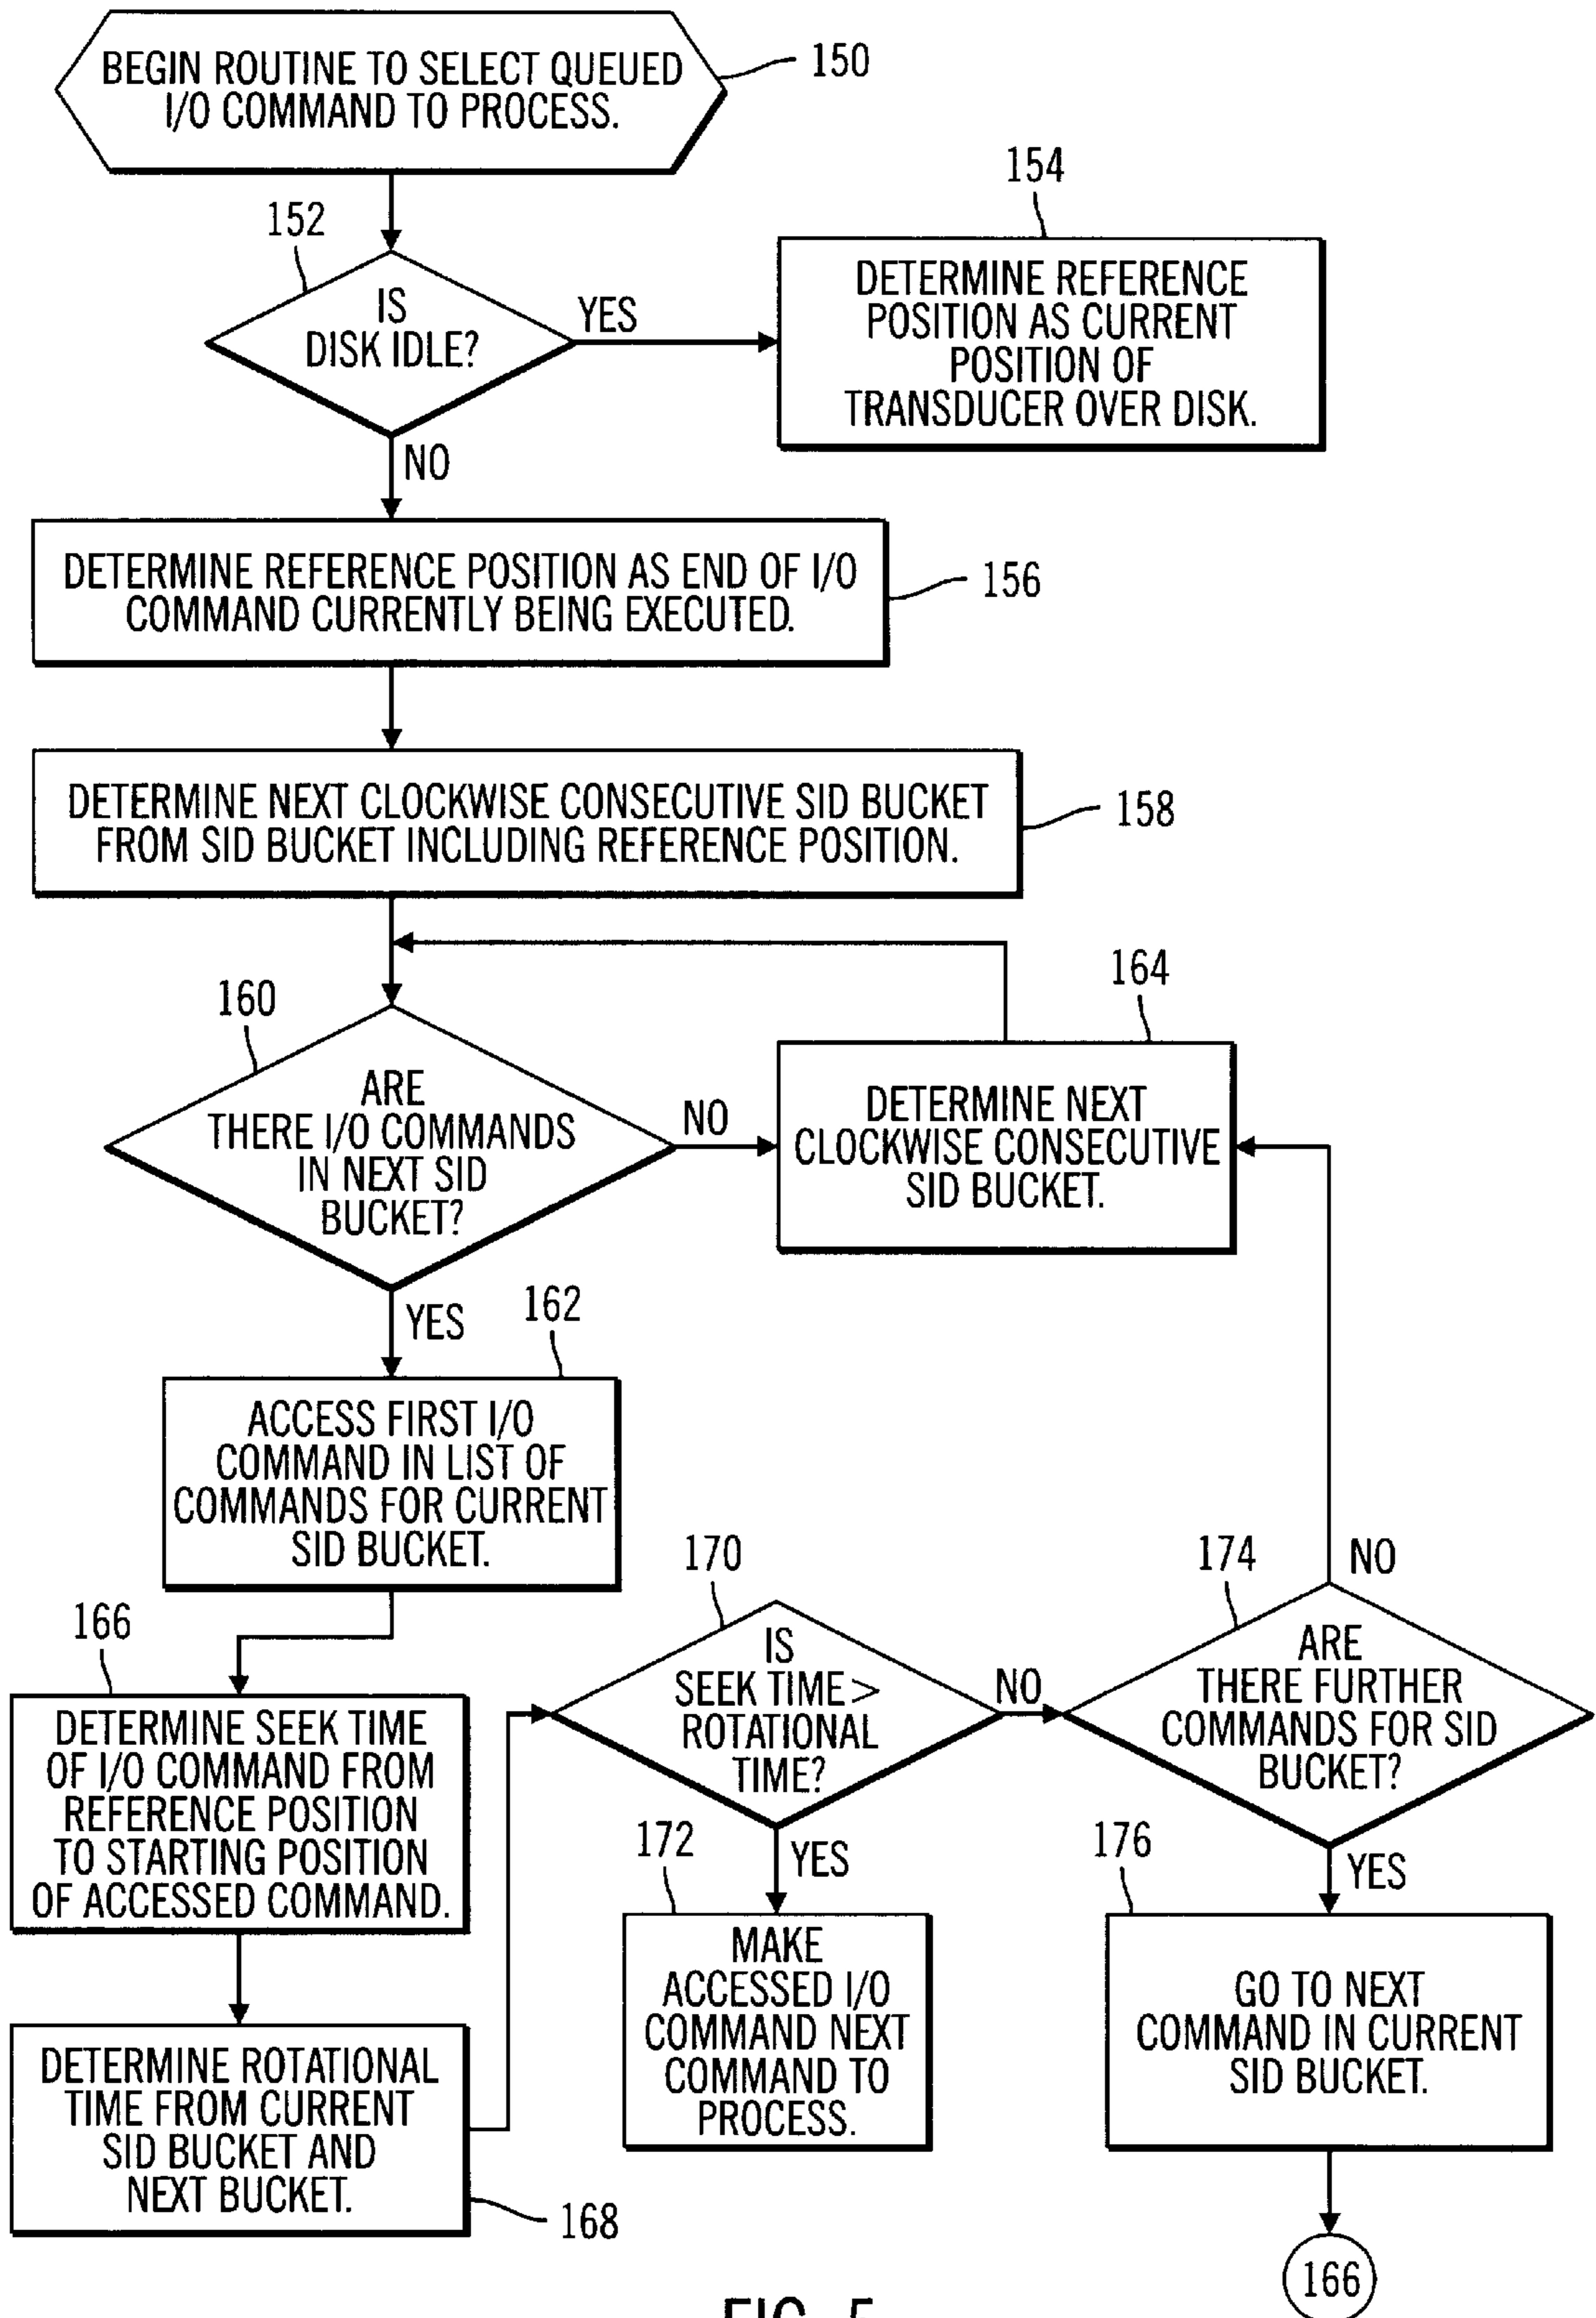 BEGIN ROUTINE TO SELECT QUEUED
I/O COMMAND TO PROCESS.
150
152
IS
DISK IDLE?
YES
NO
154
DETERMINE REFERENCE
POSITION AS CURRENT
POSITION OF
TRANSDUCER OVER DISK.
DETERMINE REFERENCE POSITION AS END OF I/O
COMMAND CURRENTLY BEING EXECUTED.
156
DETERMINE NEXT CLOCKWISE CONSECUTIVE SID BUCKET
FROM SID BUCKET INCLUDING REFERENCE POSITION.
158
160
ARE
THERE I/O COMMANDS
IN NEXT SID
BUCKET?
NO
YES
164
DETERMINE NEXT
CLOCKWISE CONSECUTIVE
SID BUCKET.
162
ACCESS FIRST I/O
COMMAND IN LIST OF
COMMANDS FOR CURRENT
SID BUCKET.
166
DETERMINE SEEK TIME
OF I/O COMMAND FROM
REFERENCE POSITION
TO STARTING POSITION
OF ACCESSED COMMAND.
DETERMINE ROTATIONAL
TIME FROM CURRENT
SID BUCKET AND
NEXT BUCKET.
168
170
IS
SEEK TIME >
ROTATIONAL
TIME?
NO
YES
172
MAKE
ACCESSED I/O
COMMAND NEXT
COMMAND TO
PROCESS.
174
NO
ARE
THERE FURTHER
COMMANDS FOR SID
BUCKET?
YES
176
GO TO NEXT
COMMAND IN CURRENT
SID BUCKET.
166
FIG. 5